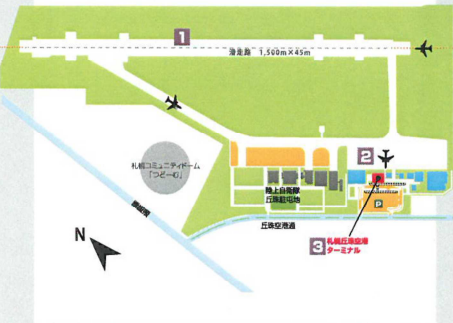 1
滑走路 1,500m×45m
2
札幌コミュニティドーム
「つどーむ」
陸上自衛隊
丘珠駐屯地
P
丘珠空港通
N
3
札幌丘珠空港
ターミナル